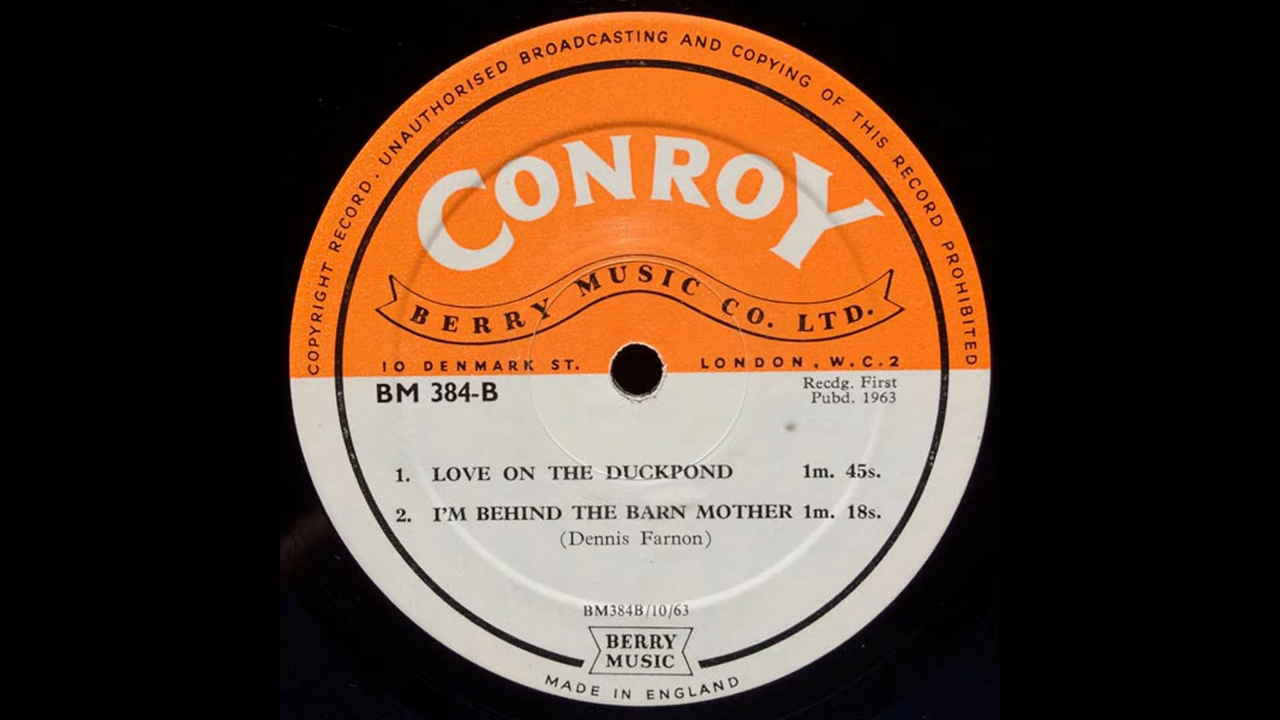 COPYRIGHT RECORD. UNAUTHORISED BROADCASTING AND COPYING OF THIS RECORD PROHIBITED
CONROY
BERRY MUSIC CO. LTD.
10 DENMARK ST. LONDON, W.C.2
BM 384-B
Recdg. First
Pubd. 1963
1. LOVE ON THE DUCKPOND 1m. 45s.
2. I'M BEHIND THE BARN MOTHER 1m. 18s.
(Dennis Farnon)
BM384B/10/63
BERRY
MUSIC
MADE IN ENGLAND